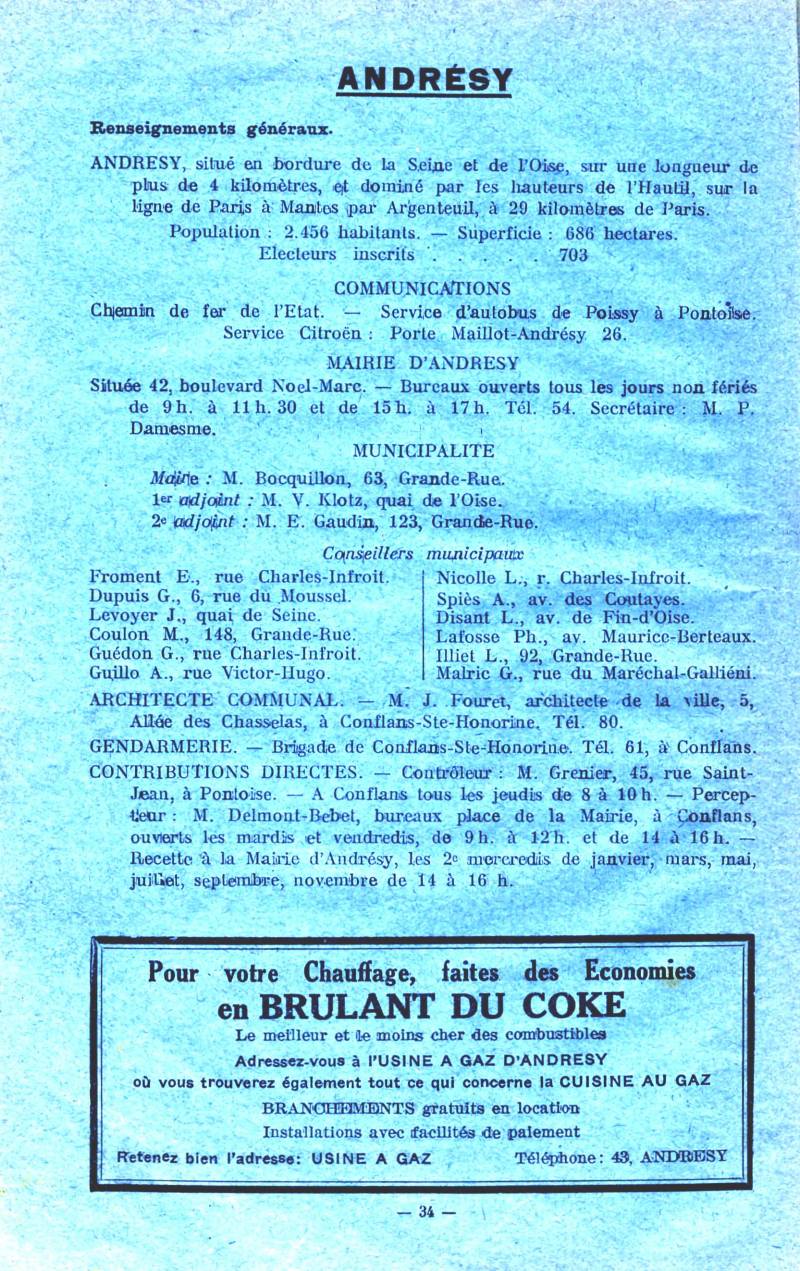 ANDRÉSY
Renseignements généraux.
ANDRESY, situé en bordure de la Seine et de l'Oise, sur une longueur de
plus de 4 kilomètres, et dominé par les hauteurs de l'Hautil, sur la
ligne de Paris à Mantes par Argenteuil, à 29 kilomètres de Paris.
Population : 2.456 habitants. — Superficie : 686 hectares.
Electeurs inscrits . . . . . 703
COMMUNICATIONS
Chemin de fer de l'Etat. — Service d'autobus de Poissy à Pontoise.
Service Citroën : Porte Maillot-Andrésy 26.
MAIRIE D'ANDRESY
Située 42, boulevard Noel-Marc. — Bureaux ouverts tous les jours non fériés
de 9 h. à 11 h. 30 et de 15 h. à 17 h. Tél. 54. Secrétaire : M. P.
Damesme.
MUNICIPALITE
Maire : M. Bocquillon, 63, Grande-Rue.
1er adjoint : M. V. Klotz, quai de l'Oise.
2e adjoint : M. E. Gaudin, 123, Grande-Rue.
Conseillers municipaux
Froment E., rue Charles-Infroit.
Dupuis G., 6, rue du Moussel.
Levoyer J., quai de Seine.
Coulon M., 148, Grande-Rue.
Guédon G., rue Charles-Infroit.
Guillo A., rue Victor-Hugo.
Nicolle L., r. Charles-Infroit.
Spiès A., av. des Coutayes.
Disant L., av. de Fin-d'Oise.
Lafosse Ph., av. Maurice-Berteaux.
Illiet L., 92, Grande-Rue.
Malric G., rue du Maréchal-Galliéni.
ARCHITECTE COMMUNAL. — M. J. Fouret, architecte de la ville, 5,
Allée des Chasselas, à Conflans-Ste-Honorine. Tél. 80.
GENDARMERIE. — Brigade de Conflans-Ste-Honorine. Tél. 61, à Conflans.
CONTRIBUTIONS DIRECTES. — Contrôleur : M. Grenier, 45, rue Saint-
Jean, à Pontoise. — A Conflans tous les jeudis de 8 à 10 h. — Percep-
teur : M. Delmont-Bebet, bureaux place de la Mairie, à Conflans,
ouverts les mardis et vendredis, de 9 h. à 12 h. et de 14 à 16 h. —
Recette à la Mairie d'Andrésy, les 2e mercredis de janvier, mars, mai,
juillet, septembre, novembre de 14 à 16 h.
Pour votre Chauffage, faites des Economies
en BRULANT DU COKE
Le meilleur et le moins cher des combustibles
Adressez-vous à l'USINE A GAZ D'ANDRESY
où vous trouverez également tout ce qui concerne la CUISINE AU GAZ
BRANCHEMENTS gratuits en location
Installations avec facilités de paiement
Retenez bien l'adresse: USINE A GAZ Téléphone : 43, ANDRESY
— 34 —